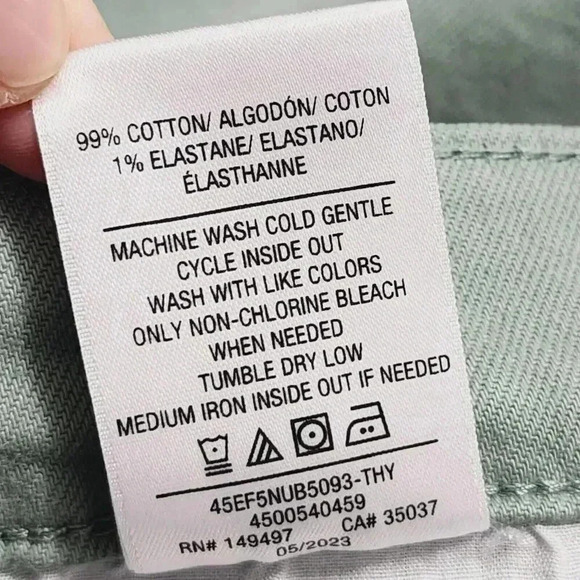 99% COTTON/ ALGODÓN/ COTON
1% ELASTANE/ ELASTANO/
ÉLASTHANNE
MACHINE WASH COLD GENTLE
CYCLE INSIDE OUT
WASH WITH LIKE COLORS
ONLY NON-CHLORINE BLEACH
WHEN NEEDED
TUMBLE DRY LOW
MEDIUM IRON INSIDE OUT IF NEEDED
45EF5NUB5093-THY
4500540459
RN# 149497 CA# 35037
05/2023